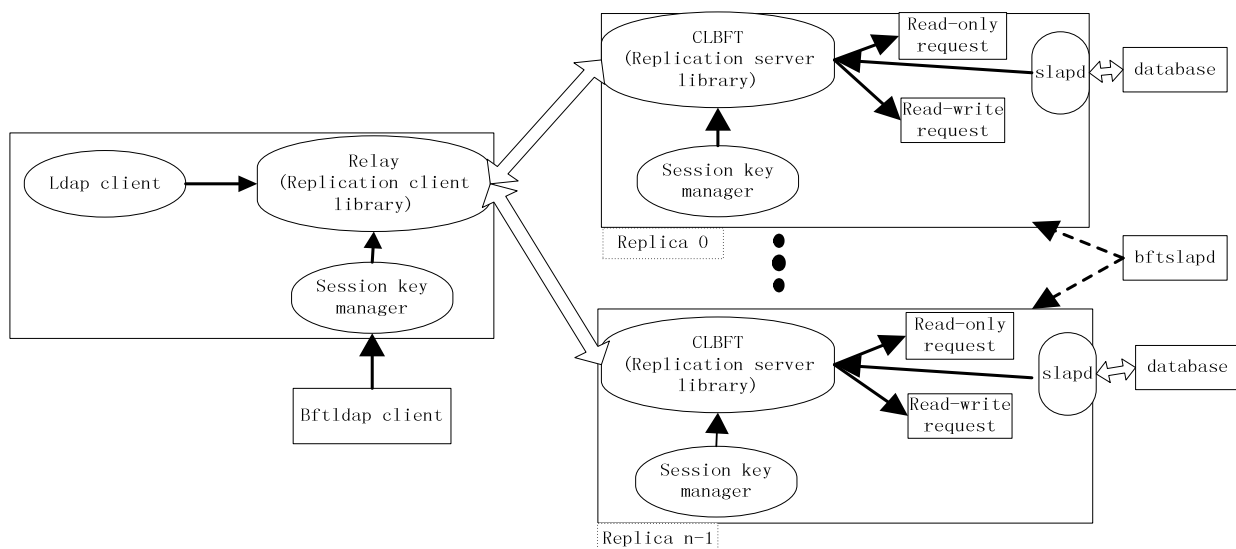 Ldap client
Relay
(Replication client
library)
Session key
manager
Bftldap client
CLBFT
(Replication server
library)
Read-only
request
Read-write
request
slapd
database
Session key
manager
Replica 0
bftslapd
CLBFT
(Replication server
library)
Read-only
request
Read-write
request
slapd
database
Session key
manager
Replica n-1